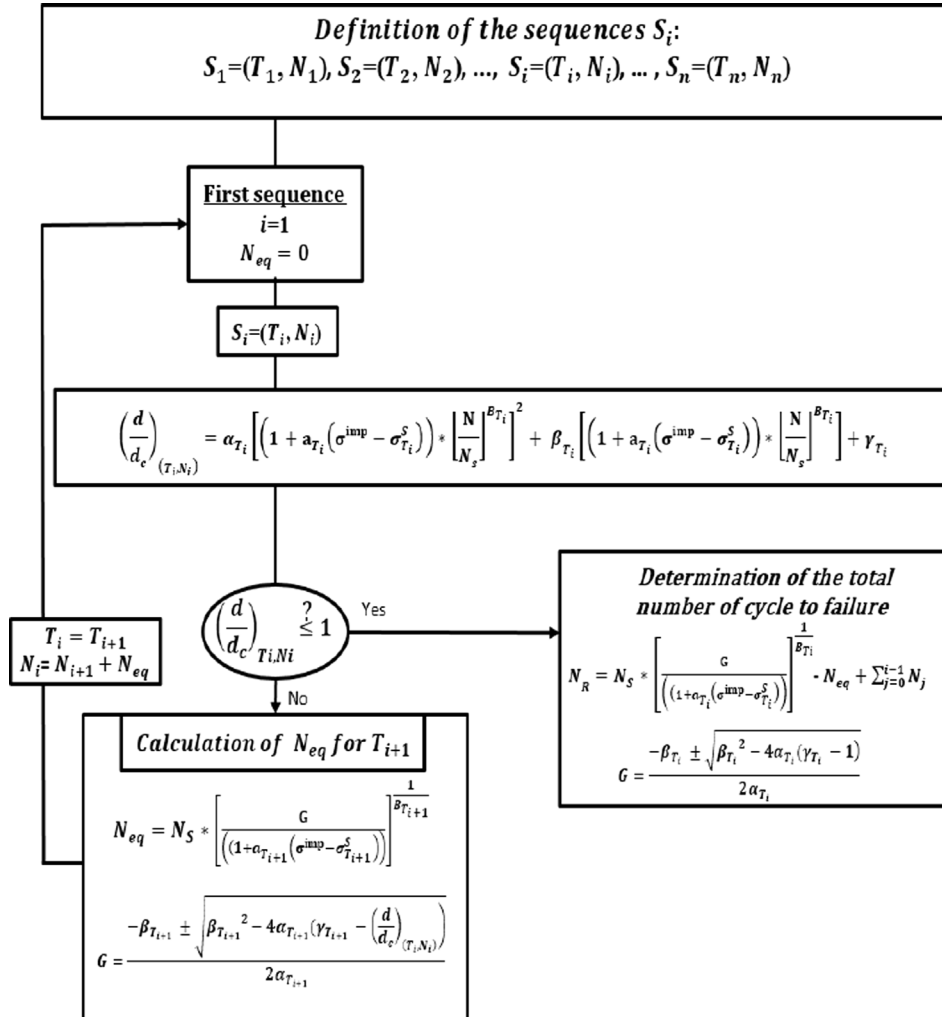 Definition of the sequences Sᵢ:
S₁=(T₁, N₁), S₂=(T₂, N₂), ..., Sᵢ=(Tᵢ, Nᵢ), ... , Sₙ=(Tₙ, Nₙ)
First sequence
i=1
N_eq = 0
Sᵢ=(Tᵢ, Nᵢ)
(d/d_c)_(Tᵢ,Nᵢ) = α_Tᵢ [(1 + a_Tᵢ(σ^imp − σ^S_Tᵢ)) * [N/N_s]^B_Tᵢ]² + β_Tᵢ [(1 + a_Tᵢ(σ^imp − σ^S_Tᵢ)) * [N/N_s]^B_Tᵢ] + γ_Tᵢ
(d/d_c)_Ti,Ni ≤? 1
Yes
No
Determination of the total
number of cycle to failure
N_R = N_S * [G/((1+a_Tᵢ(σ^imp−σ^S_Tᵢ))]^(1/B_Ti) - N_eq + ∑_{j=0}^{i−1} N_j
G = (−β_Tᵢ ± √(β_Tᵢ² − 4α_Tᵢ(γ_Tᵢ − 1)))/(2α_Tᵢ)
Tᵢ = Tᵢ₊₁
Nᵢ= Nᵢ₊₁ + N_eq
Calculation of N_eq for Tᵢ₊₁
N_eq = N_S * [G/((1+a_Tᵢ₊₁(σ^imp−σ^S_Tᵢ₊₁))]^(1/B_Tᵢ₊₁)
G = (−β_Tᵢ₊₁ ± √(β_Tᵢ₊₁² − 4α_Tᵢ₊₁(γ_Tᵢ₊₁ − (d/d_c)_(Tᵢ,Nᵢ))))/(2α_Tᵢ₊₁)